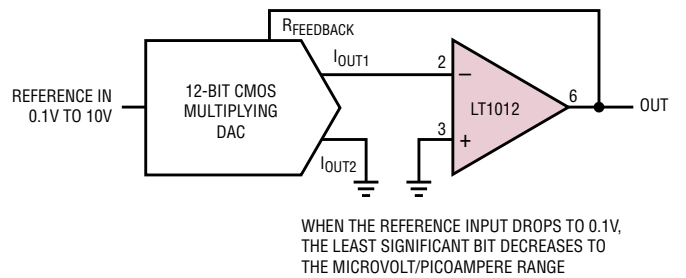 RFEEDBACK
IOUT1
REFERENCE IN
0.1V TO 10V
12-BIT CMOS
MULTIPLYING
DAC
2
–
LT1012
6
OUT
3
+
IOUT2
WHEN THE REFERENCE INPUT DROPS TO 0.1V,
THE LEAST SIGNIFICANT BIT DECREASES TO
THE MICROVOLT/PICOAMPERE RANGE